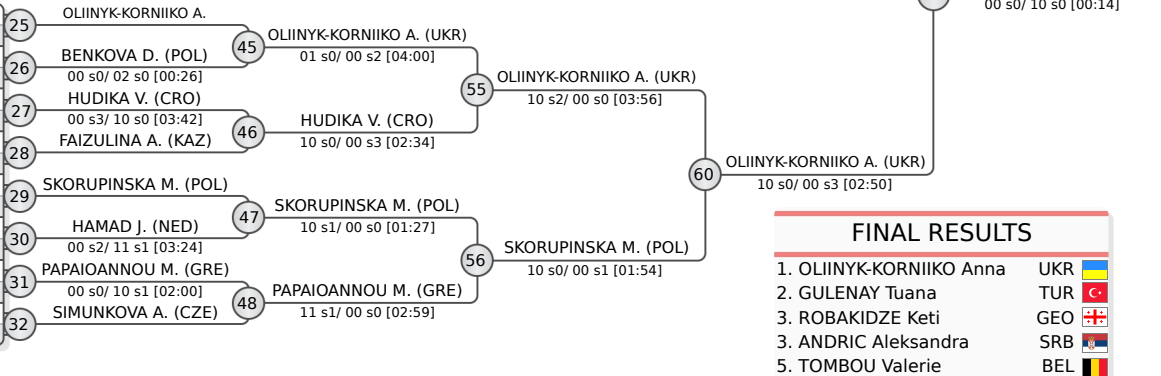 00 s0/ 10 s0 [00:14]
25
OLIINYK-KORNIIKO A.
26
BENKOVA D. (POL)
00 s0/ 02 s0 [00:26]
45
OLIINYK-KORNIIKO A. (UKR)
01 s0/ 00 s2 [04:00]
27
HUDIKA V. (CRO)
00 s3/ 10 s0 [03:42]
28
FAIZULINA A. (KAZ)
46
HUDIKA V. (CRO)
10 s0/ 00 s3 [02:34]
55
OLIINYK-KORNIIKO A. (UKR)
10 s2/ 00 s0 [03:56]
29
SKORUPINSKA M. (POL)
30
HAMAD J. (NED)
00 s2/ 11 s1 [03:24]
47
SKORUPINSKA M. (POL)
10 s1/ 00 s0 [01:27]
31
PAPAIOANNOU M. (GRE)
00 s0/ 10 s1 [02:00]
32
SIMUNKOVA A. (CZE)
48
PAPAIOANNOU M. (GRE)
11 s1/ 00 s0 [02:59]
56
SKORUPINSKA M. (POL)
10 s0/ 00 s1 [01:54]
60
OLIINYK-KORNIIKO A. (UKR)
10 s0/ 00 s3 [02:50]
FINAL RESULTS
1. OLIINYK-KORNIIKO Anna UKR
2. GULENAY Tuana TUR
3. ROBAKIDZE Keti GEO
3. ANDRIC Aleksandra SRB
5. TOMBOU Valerie BEL